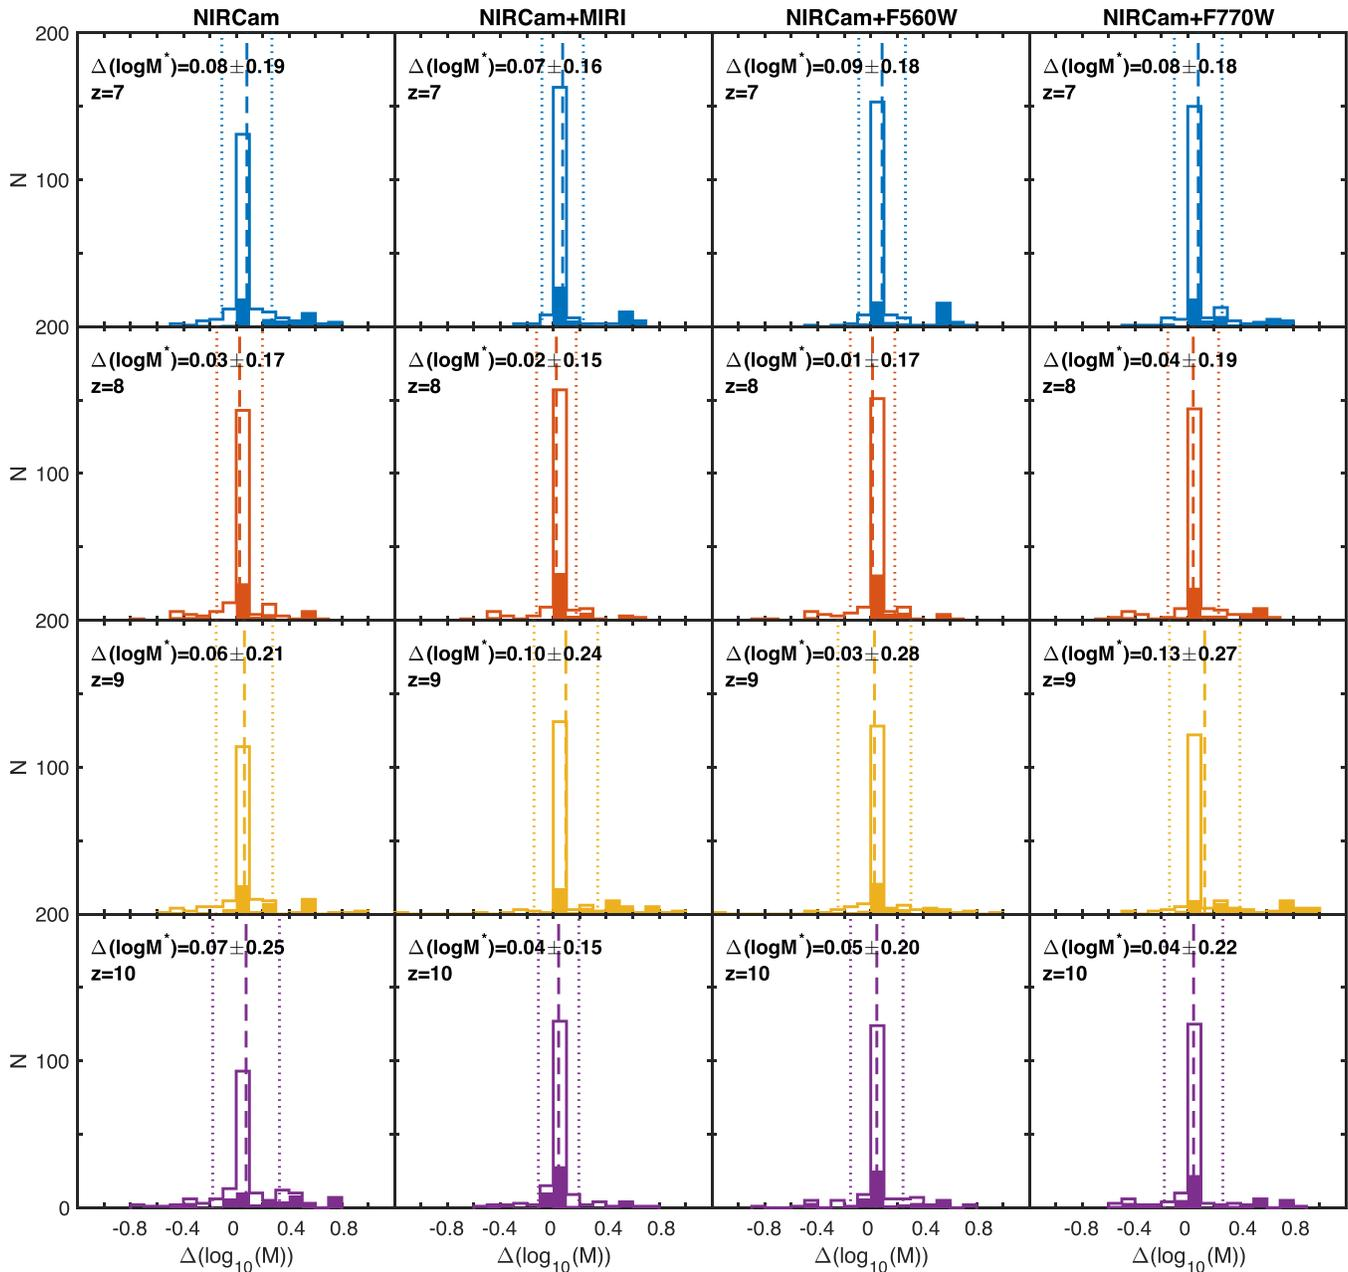 NIRCam NIRCam+MIRI NIRCam+F560W NIRCam+F770W
200
Δ(logM*)=0.08±0.19 Δ(logM*)=0.07±0.16 Δ(logM*)=0.09±0.18 Δ(logM*)=0.08±0.18
z=7 z=7 z=7 z=7
N 100
200
Δ(logM*)=0.03±0.17 Δ(logM*)=0.02±0.15 Δ(logM*)=0.01±0.17 Δ(logM*)=0.04±0.19
z=8 z=8 z=8 z=8
N 100
200
Δ(logM*)=0.06±0.21 Δ(logM*)=0.10±0.24 Δ(logM*)=0.03±0.28 Δ(logM*)=0.13±0.27
z=9 z=9 z=9 z=9
N 100
200
Δ(logM*)=0.07±0.25 Δ(logM*)=0.04±0.15 Δ(logM*)=0.05±0.20 Δ(logM*)=0.04±0.22
z=10 z=10 z=10 z=10
N 100
0
-0.8 -0.4 0 0.4 0.8 -0.8 -0.4 0 0.4 0.8 -0.8 -0.4 0 0.4 0.8 -0.8 -0.4 0 0.4 0.8
Δ(log10(M)) Δ(log10(M)) Δ(log10(M)) Δ(log10(M))